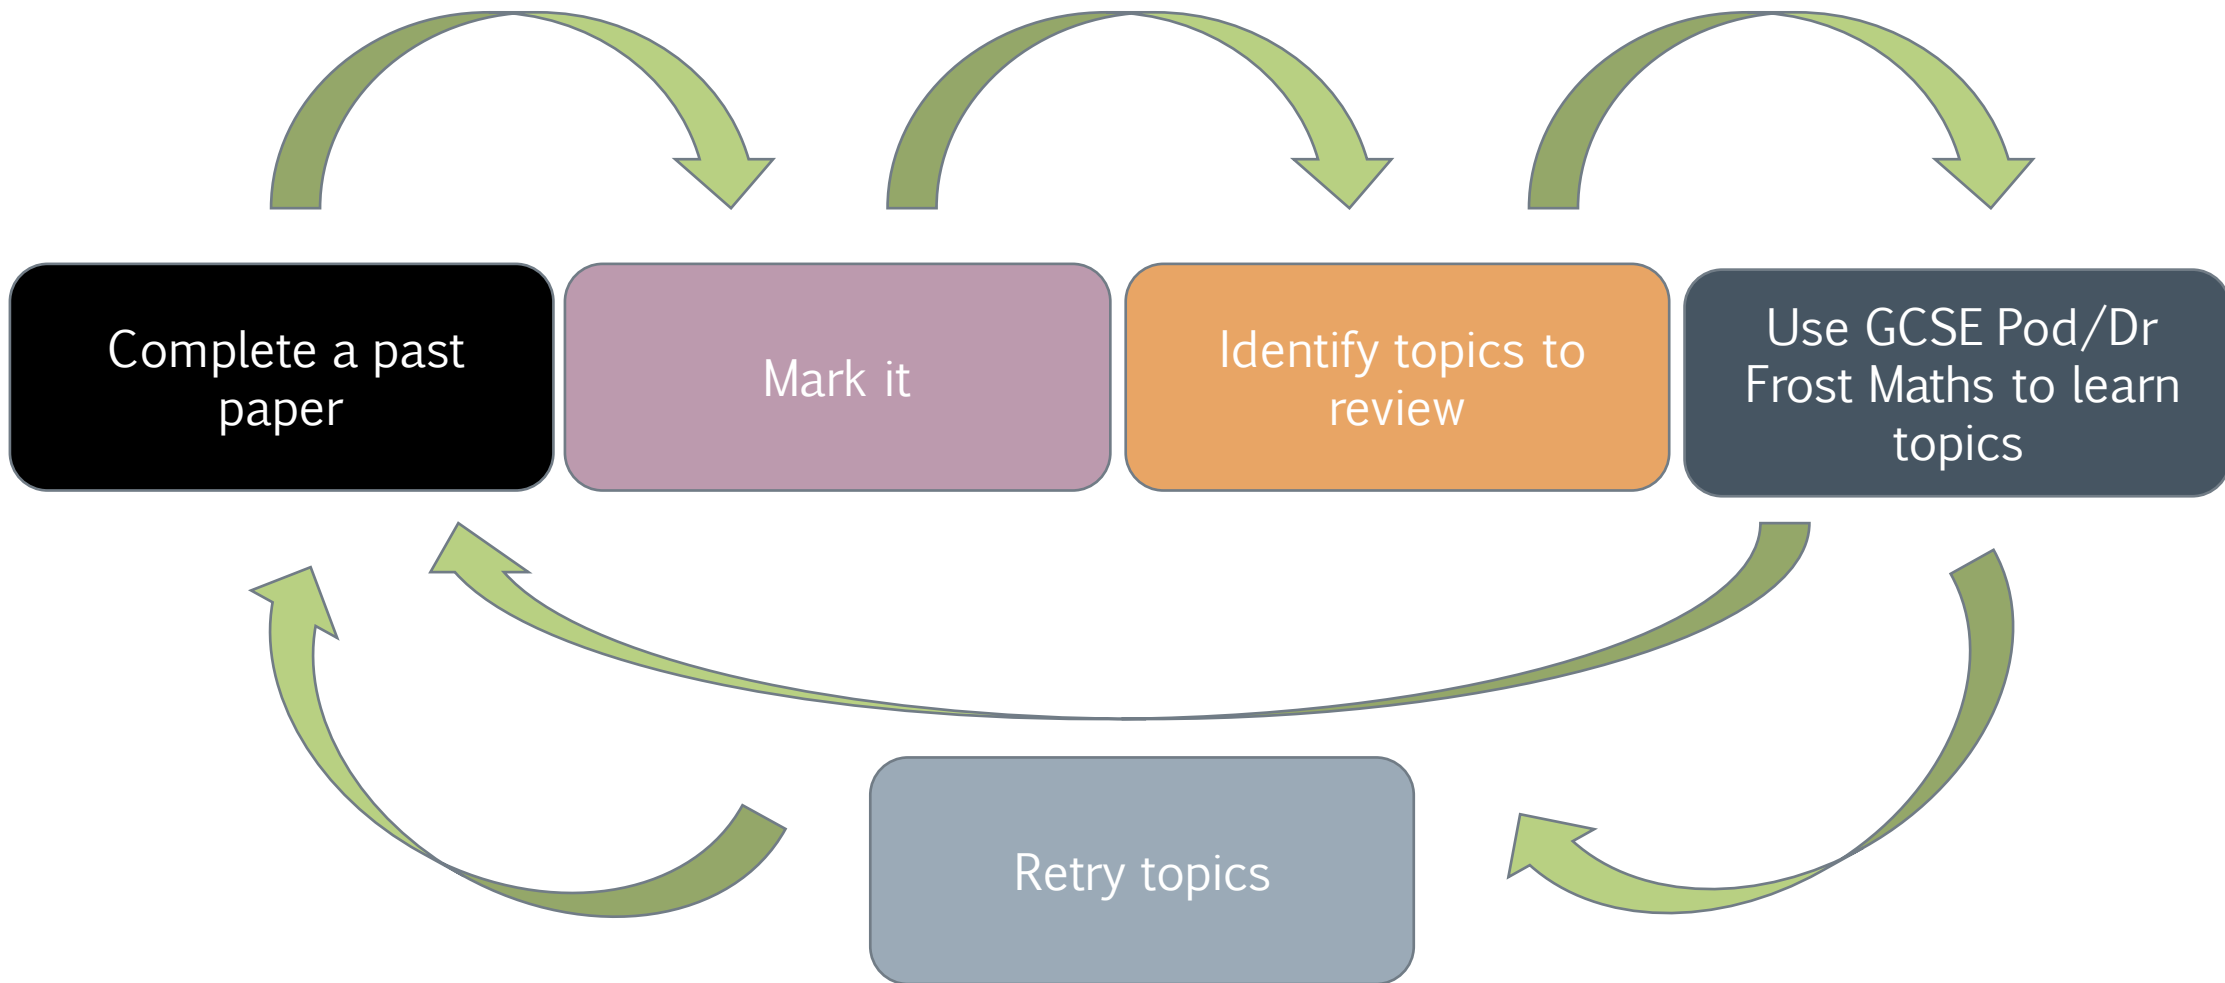 Complete a past
paper
Mark it
Identify topics to
review
Use GCSE Pod/Dr
Frost Maths to learn
topics
Retry topics